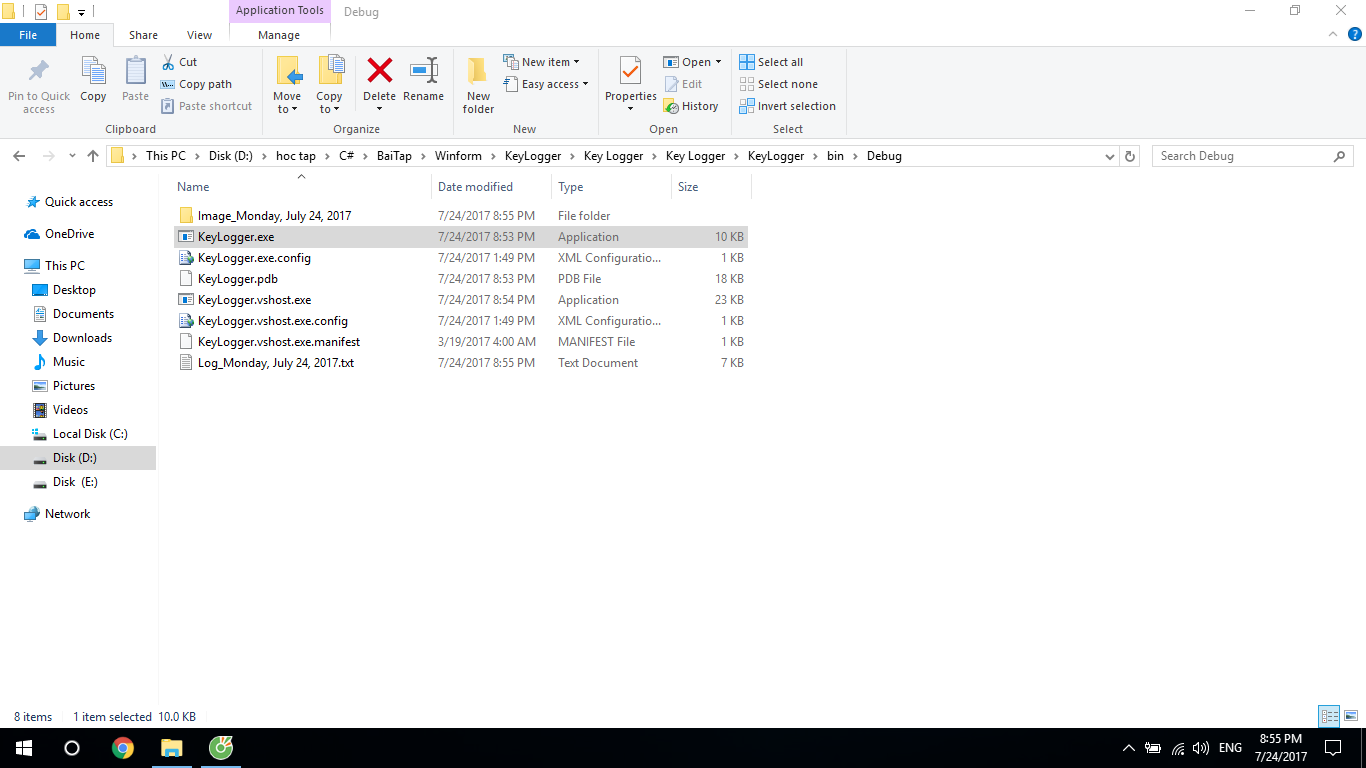 Application Tools Debug
File Home Share View Manage
Pin to Quick access
Copy
Paste
Cut
Copy path
Paste shortcut
Clipboard
Move to
Copy to
Delete
Rename
Organize
New folder
New item
Easy access
New
Properties
Open
Edit
History
Open
Select all
Select none
Invert selection
Select
This PC Disk (D:) hoc tap C# BaiTap Winform KeyLogger Key Logger Key Logger KeyLogger bin Debug
Search Debug
Quick access
OneDrive
This PC
Desktop
Documents
Downloads
Music
Pictures
Videos
Local Disk (C:)
Disk (D:)
Disk (E:)
Network
Name Date modified Type Size
Image_Monday, July 24, 2017 7/24/2017 8:55 PM File folder
KeyLogger.exe 7/24/2017 8:53 PM Application 10 KB
KeyLogger.exe.config 7/24/2017 1:49 PM XML Configuratio... 1 KB
KeyLogger.pdb 7/24/2017 8:53 PM PDB File 18 KB
KeyLogger.vshost.exe 7/24/2017 8:54 PM Application 23 KB
KeyLogger.vshost.exe.config 7/24/2017 1:49 PM XML Configuratio... 1 KB
KeyLogger.vshost.exe.manifest 3/19/2017 4:00 AM MANIFEST File 1 KB
Log_Monday, July 24, 2017.txt 7/24/2017 8:55 PM Text Document 7 KB
8 items 1 item selected 10.0 KB
ENG
8:55 PM
7/24/2017